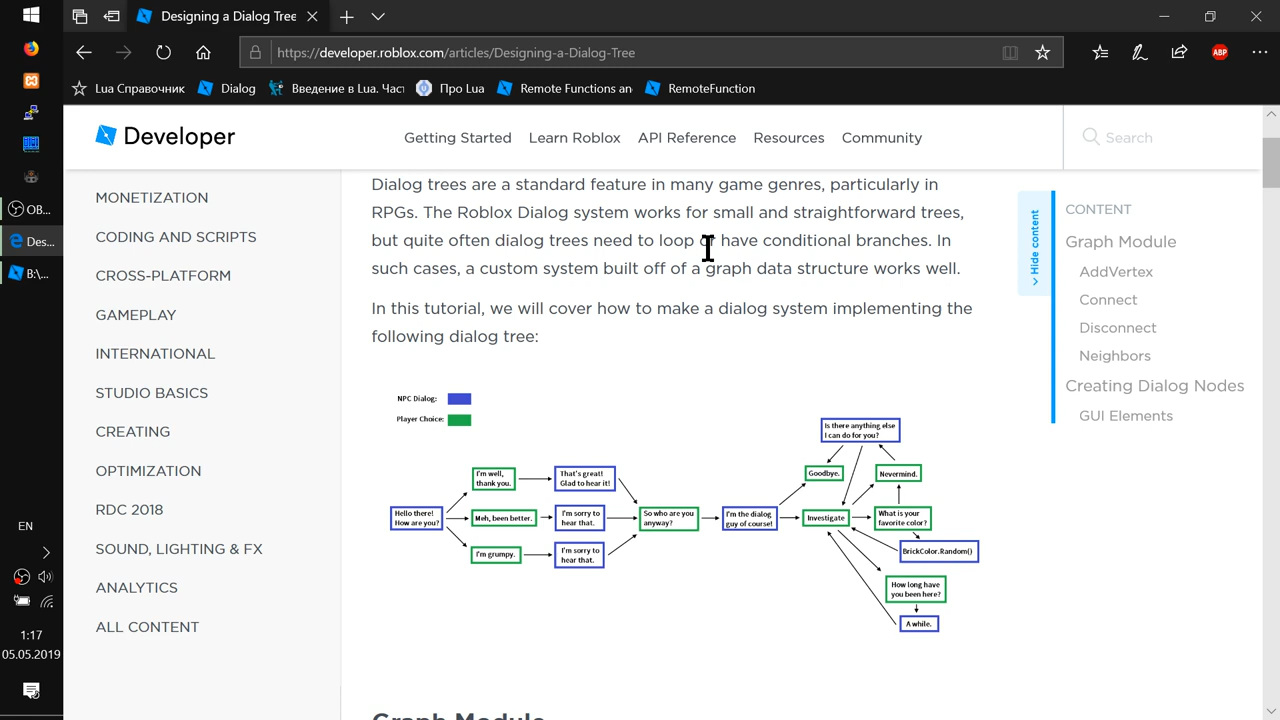 Designing a Dialog Tree
https://developer.roblox.com/articles/Designing-a-Dialog-Tree
ABP
Lua Справочник
Dialog
Введение в Lua. Част
Про Lua
Remote Functions an
RemoteFunction
Developer
Getting Started
Learn Roblox
API Reference
Resources
Community
Search
MONETIZATION
CODING AND SCRIPTS
CROSS-PLATFORM
GAMEPLAY
INTERNATIONAL
STUDIO BASICS
CREATING
OPTIMIZATION
RDC 2018
SOUND, LIGHTING & FX
ANALYTICS
ALL CONTENT
Dialog trees are a standard feature in many game genres, particularly in
RPGs. The Roblox Dialog system works for small and straightforward trees,
but quite often dialog trees need to loop or have conditional branches. In
such cases, a custom system built off of a graph data structure works well.
In this tutorial, we will cover how to make a dialog system implementing the
following dialog tree:
NPC Dialog:
Player Choice:
Hello there!
How are you?
I'm well,
thank you.
Meh, been better.
I'm grumpy.
That's great!
Glad to hear it!
I'm sorry to
hear that.
I'm sorry to
hear that.
So who are you
anyway?
I'm the dialog
guy of course!
Is there anything else
I can do for you?
Goodbye.
Nevermind.
Investigate
What is your
favorite color?
BrickColor.Random()
How long have
you been here?
A while.
Graph Module
Hide content
CONTENT
Graph Module
AddVertex
Connect
Disconnect
Neighbors
Creating Dialog Nodes
GUI Elements
OB...
Des...
B:\...
EN
1:17
05.05.2019